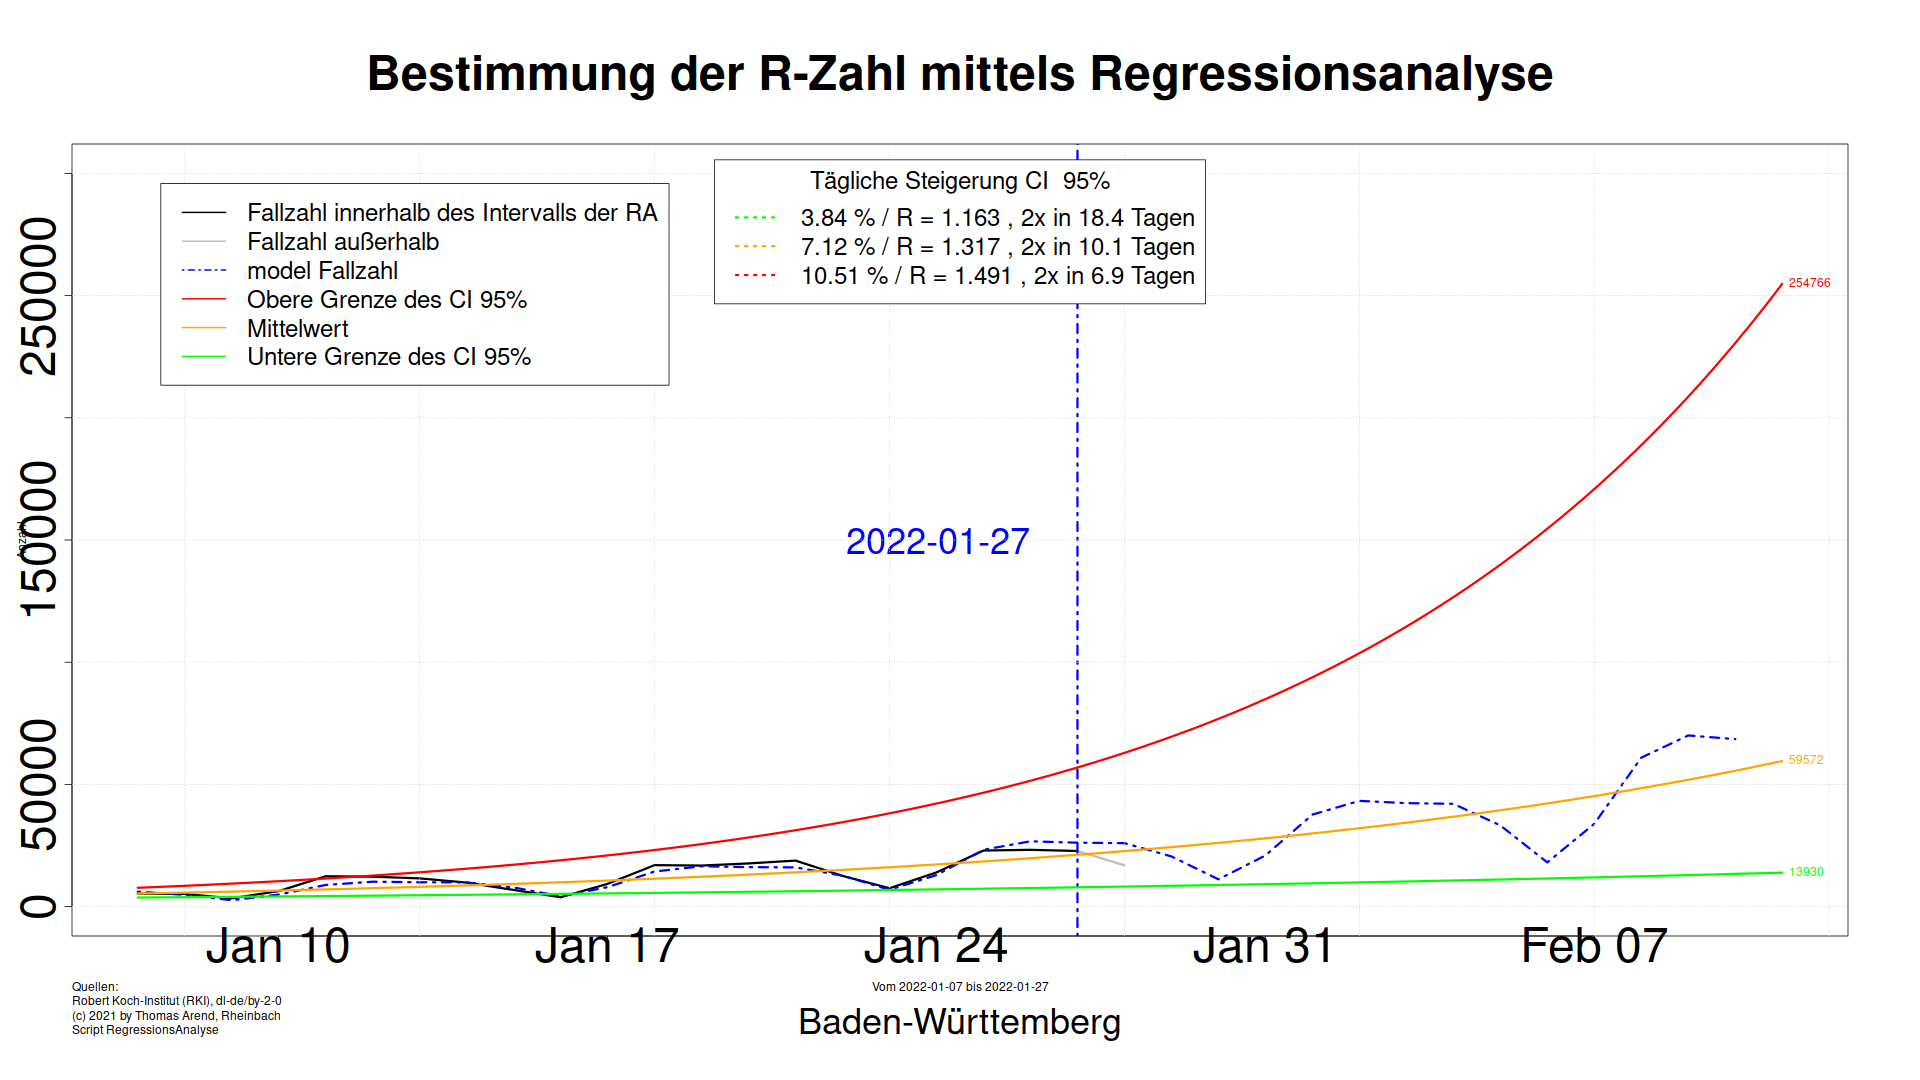 Bestimmung der R-Zahl mittels Regressionsanalyse
Fallzahl innerhalb des Intervalls der RA
Fallzahl außerhalb
model Fallzahl
Obere Grenze des CI 95%
Mittelwert
Untere Grenze des CI 95%
Tägliche Steigerung CI  95%
3.84 % / R = 1.163 , 2x in 18.4 Tagen
7.12 % / R = 1.317 , 2x in 10.1 Tagen
10.51 % / R = 1.491 , 2x in 6.9 Tagen
250000
150000
50000
0
Anzahl
2022-01-27
254766
59572
13930
Jan 10
Jan 17
Jan 24
Jan 31
Feb 07
Vom 2022-01-07 bis 2022-01-27
Baden-Württemberg
Quellen:
Robert Koch-Institut (RKI), dl-de/by-2-0
(c) 2021 by Thomas Arend, Rheinbach
Script RegressionsAnalyse